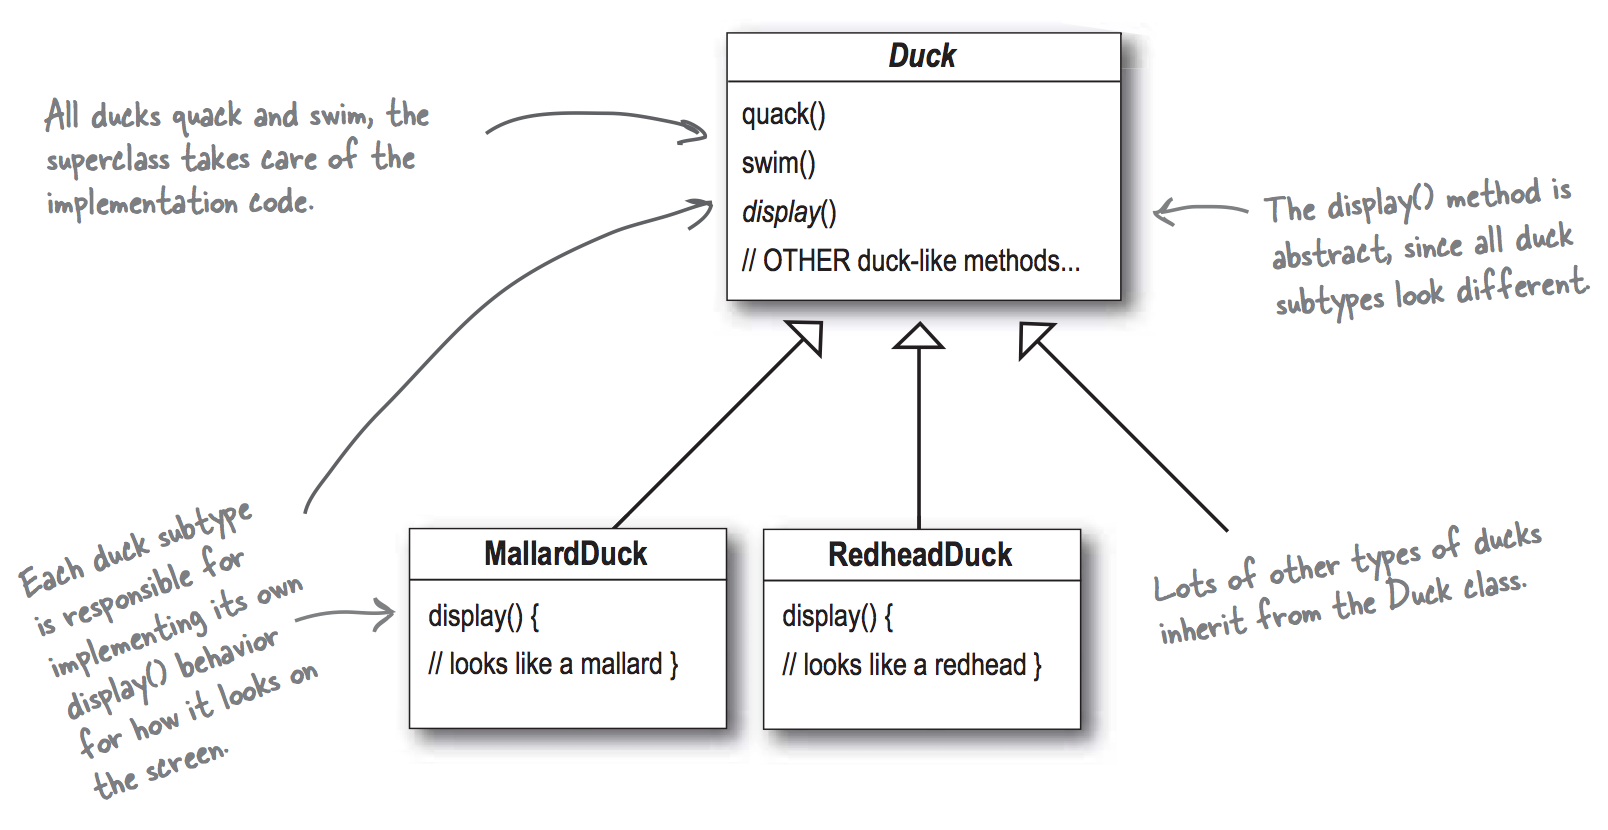 Duck
quack()
swim()
display()
// OTHER duck-like methods...
All ducks quack and swim, the
superclass takes care of the
implementation code.
The display() method is
abstract, since all duck
subtypes look different.
Each duck subtype
is responsible for
implementing its own
display() behavior
for how it looks on
the screen.
MallardDuck
display() {
// looks like a mallard }
RedheadDuck
display() {
// looks like a redhead }
Lots of other types of ducks
inherit from the Duck class.